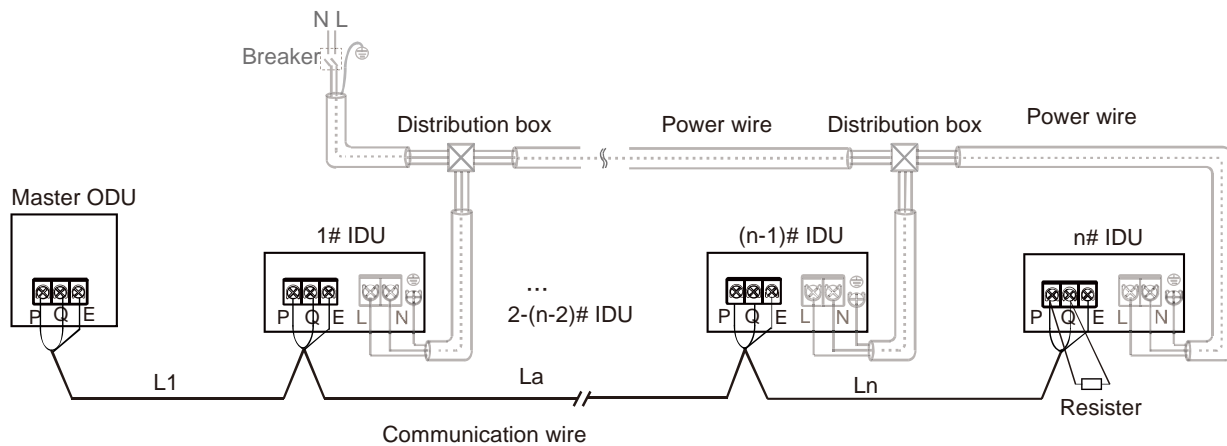 N L
Breaker
Distribution box
Power wire
Distribution box
Power wire
Master ODU
P Q E
1# IDU
P Q E L N
...
2-(n-2)# IDU
(n-1)# IDU
P Q E L N
n# IDU
P Q E L N
L1
La
Ln
Resister
Communication wire